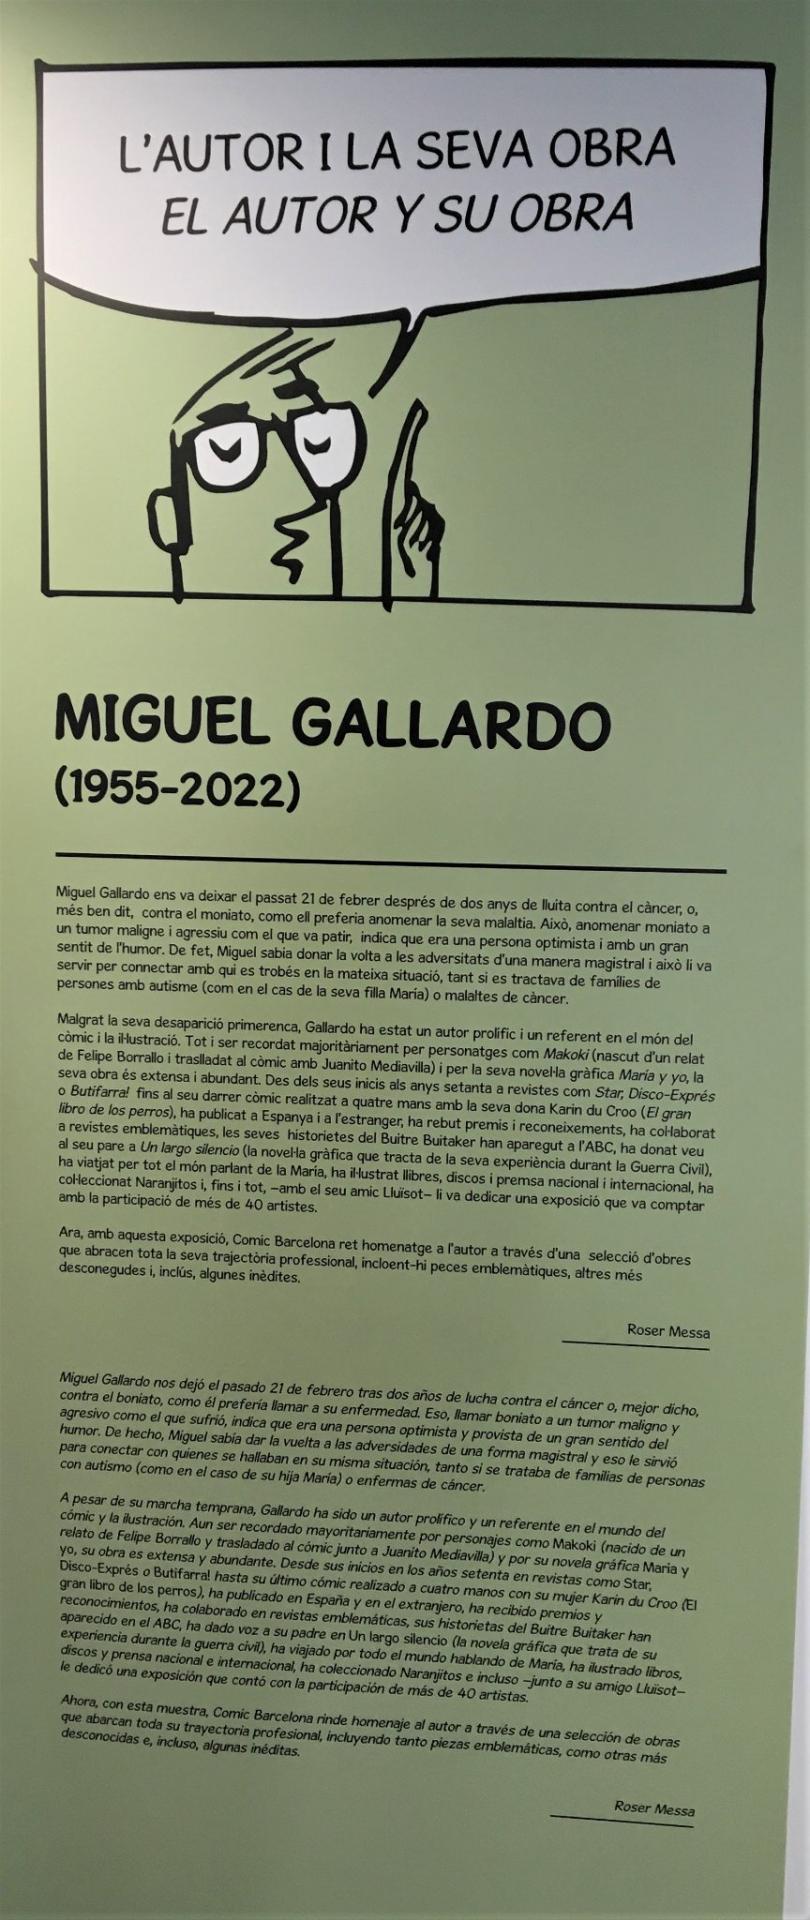 L'AUTOR I LA SEVA OBRA
EL AUTOR Y SU OBRA
MIGUEL GALLARDO
(1955-2022)
Miguel Gallardo ens va deixar el passat 21 de febrer després de dos anys de lluita contra el càncer, o,
més ben dit, contra el moniato, com ell preferia anomenar la seva malaltia. Això, anomenar moniato a
un tumor maligne i agressiu com el que va patir, indica que era una persona optimista i amb un gran
sentit de l'humor. De fet, Miguel sabia donar la volta a les adversitats d'una manera magistral i això li va
servir per connectar amb qui es trobés en la mateixa situació, tant si es tractava de famílies de
persones amb autisme (com en el cas de la seva filla María) o malaltes de càncer.
Malgrat la seva desaparició primerenca, Gallardo ha estat un autor prolífic i un referent en el món del
còmic i la il·lustració. Tot i ser recordat majoritàriament per personatges com Makoki (nascut d'un relat
de Felipe Borrallo i traslladat al còmic amb Juanito Mediavilla) i per la seva novel·la gràfica María y yo, la
seva obra és extensa i abundant. Des dels seus inicis als anys setanta a revistes com Star, Disco-Exprés
o Butifarra! fins al seu darrer còmic realitzat a quatre mans amb la seva dona Karin du Croo (El gran
libro de los perros), ha publicat a Espanya i a l'estranger, ha rebut premis i reconeixements, ha col·laborat
a revistes emblemàtiques, les seves historietes del Buitre Buitaker han aparegut a l'ABC, ha donat veu
al seu pare a Un largo silencio (la novel·la gràfica que tracta de la seva experiència durant la Guerra Civil),
ha viatjat per tot el món parlant de la María, ha il·lustrat llibres, discos i premsa nacional i internacional, ha
col·leccionat Naranjitos i, fins i tot, –amb el seu amic Lluïsot– li va dedicar una exposició que va comptar
amb la participació de més de 40 artistes.
Ara, amb aquesta exposició, Comic Barcelona ret homenatge a l'autor a través d'una selecció d'obres
que abracen tota la seva trajectòria professional, incloent-hi peces emblemàtiques, altres més
desconegudes i, inclús, algunes inèdites.
Roser Messa
Miguel Gallardo nos dejó el pasado 21 de febrero tras dos años de lucha contra el cáncer o, mejor dicho,
contra el boniato, como él prefería llamar a su enfermedad. Eso, llamar boniato a un tumor maligno y
agresivo como el que sufrió, indica que era una persona optimista y provista de un gran sentido del
humor. De hecho, Miguel sabía dar la vuelta a las adversidades de una forma magistral y eso le sirvió
para conectar con quienes se hallaban en su misma situación, tanto si se trataba de familias de personas
con autismo (como en el caso de su hija María) o enfermas de cáncer.
A pesar de su marcha temprana, Gallardo ha sido un autor prolífico y un referente en el mundo del
cómic y la ilustración. Aun ser recordado mayoritariamente por personajes como Makoki (nacido de un
relato de Felipe Borrallo y trasladado al cómic junto a Juanito Mediavilla) y por su novela gráfica Maria y
yo, su obra es extensa y abundante. Desde sus inicios en los años setenta en revistas como Star,
Disco-Exprés o Butifarra! hasta su último cómic realizado a cuatro manos con su mujer Karin du Croo (El
gran libro de los perros), ha publicado en España y en el extranjero, ha recibido premios y
reconocimientos, ha colaborado en revistas emblemáticas, sus historietas del Buitre Buitaker han
aparecido en el ABC, ha dado voz a su padre en Un largo silencio (la novela gráfica que trata de su
experiencia durante la guerra civil), ha viajado por todo el mundo hablando de María, ha ilustrado libros,
discos y prensa nacional e internacional, ha coleccionado Naranjitos e incluso –junto a su amigo Lluïsot–
le dedicó una exposición que contó con la participación de más de 40 artistas.
Ahora, con esta muestra, Comic Barcelona rinde homenaje al autor a través de una selección de obras
que abarcan toda su trayectoria profesional, incluyendo tanto piezas emblemáticas, como otras más
desconocidas e, incluso, algunas inéditas.
Roser Messa